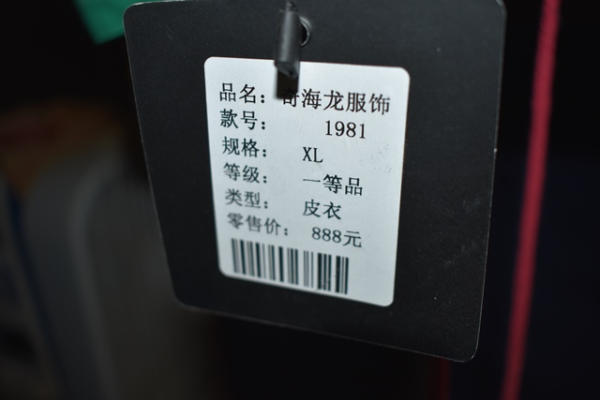 品名：奇海龙服饰
款号： 1981
规格： XL
等级： 一等品
类型： 皮衣
零售价： 888元